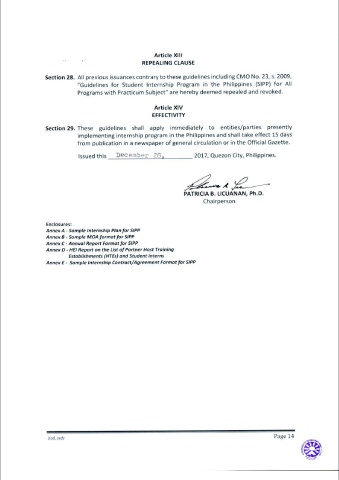 Article XIII
REPEALING CLAUSE
Section 28. All previous issuances contrary to these guidelines including CMO No. 23, s. 2009,
"Guidelines for Student Internship Program in the Philippines (SIPP) for All
Programs with Practicum Subject" are hereby deemed repealed and revoked.
Article XIV
EFFECTIVITY
Section 29. These guidelines shall apply immediately to entities/parties presently
implementing internship program in the Philippines and shall take effect 15 days
from publication in a newspaper of general circulation or in the Official Gazette.
Issued this December 28, 2017, Quezon City, Philippines.
PATRICIA B. LICUANAN, Ph.D.
Chairperson
Enclosures:
Annex A - Sample Internship Plan for SIPP
Annex B - Sample MOA format for SIPP
Annex C - Annual Report Format for SIPP
Annex D - HEI Report on the List of Partner Host Training
Establishments (HTEs) and Student Interns
Annex E - Sample Internship Contract/Agreement Format for SIPP
Page 14